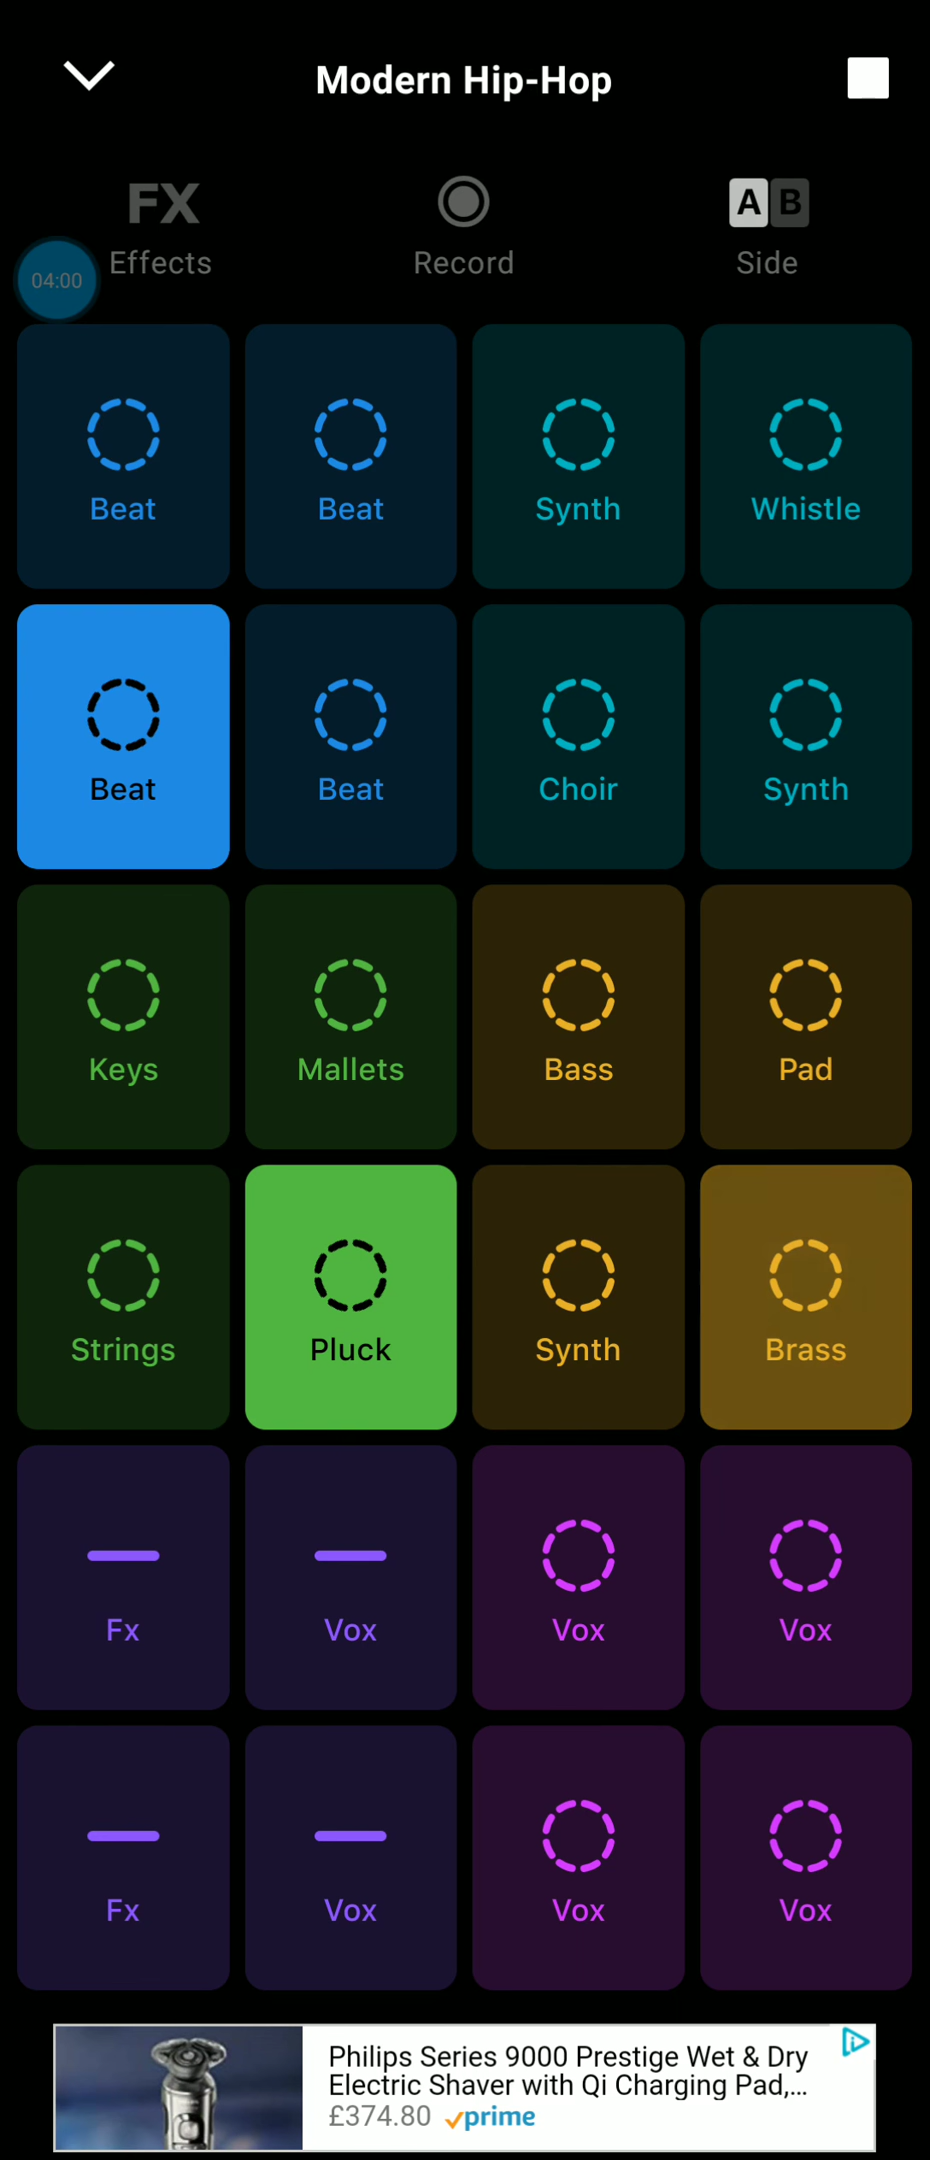 Modern Hip-Hop
FX
A B
Effects
Record
Side
04:00
Beat
Beat
Synth
Whistle
Beat
Beat
Choir
Synth
Keys
Mallets
Bass
Pad
Strings
Pluck
Synth
Brass
Fx
Vox
Vox
Vox
Fx
Vox
Vox
Vox
Philips Series 9000 Prestige Wet & Dry
Electric Shaver with Qi Charging Pad,...
£374.80 prime